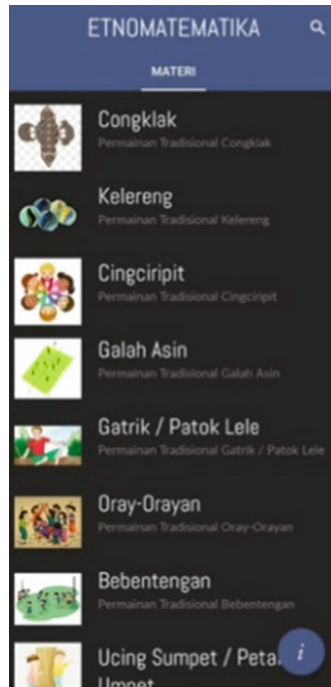 ETNOMATEMATIKA
MATERI
Congklak
Permainan Tradisional Congklak
Kelereng
Permainan Tradisional Kelereng
Cingciripit
Permainan Tradisional Cingciripit
Galah Asin
Permainan Tradisional Galah Asin
Gatrik / Patok Lele
Permainan Tradisional Gatrik / Patok Lele
Oray-Orayan
Permainan Tradisional Oray-Orayan
Bebentengan
Permainan Tradisional Bebentengan
Ucing Sumpet / Peta
Umpet
i